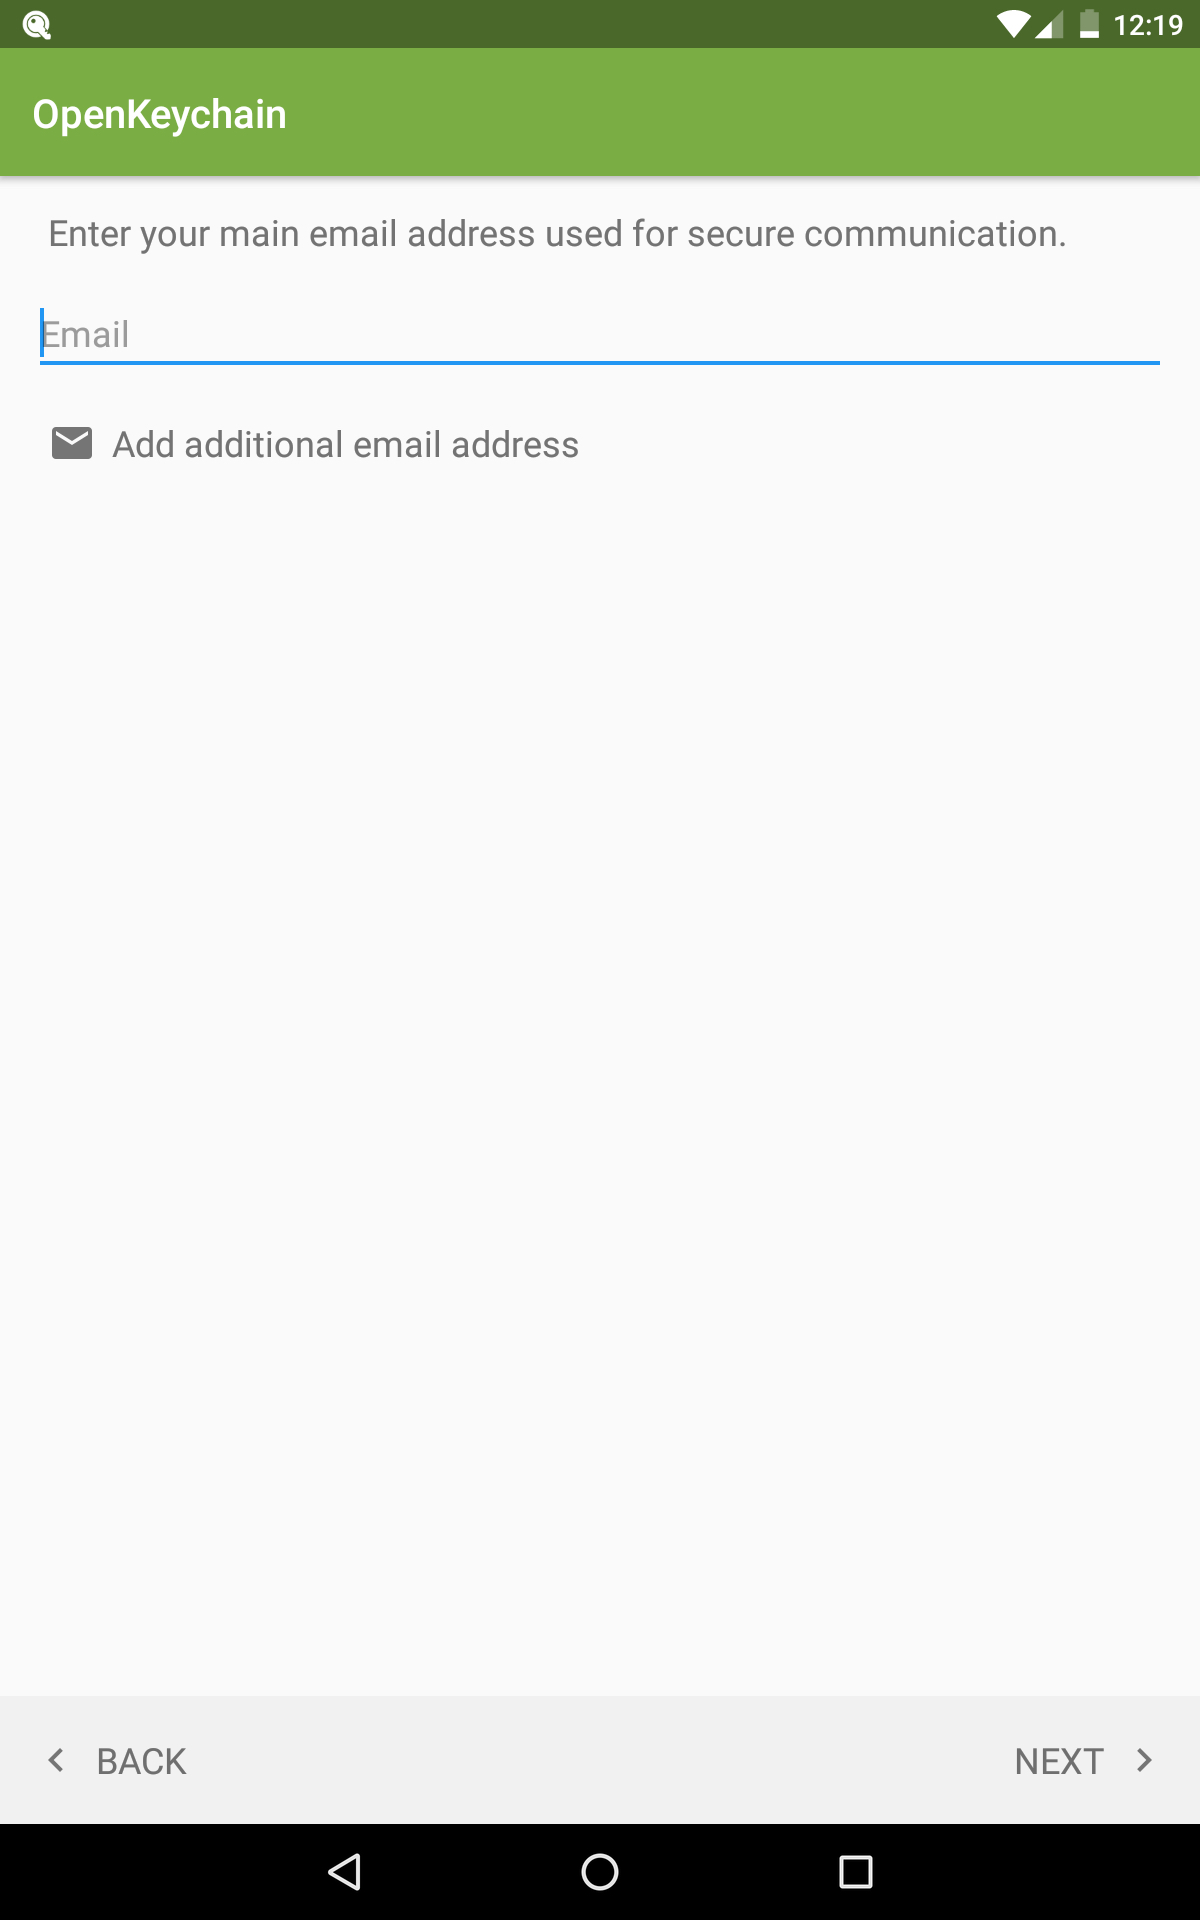 12:19
OpenKeychain
Enter your main email address used for secure communication.
Email
Add additional email address
BACK
NEXT